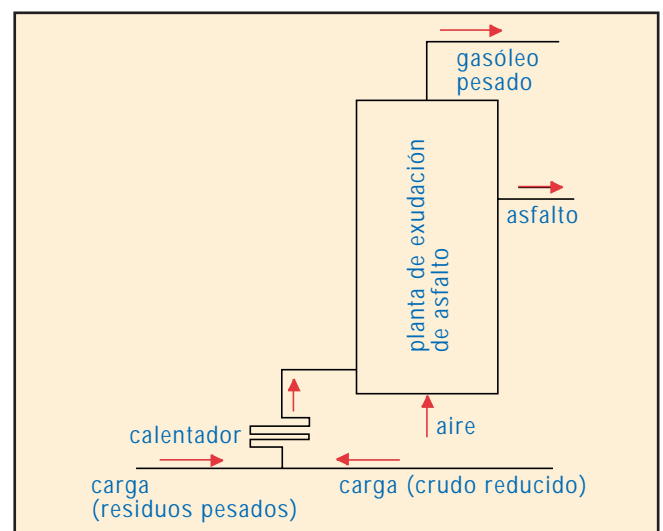 gasóleo
pesado
asfalto
planta de exudación
de asfalto
aire
calentador
carga
(residuos pesados)
carga (crudo reducido)